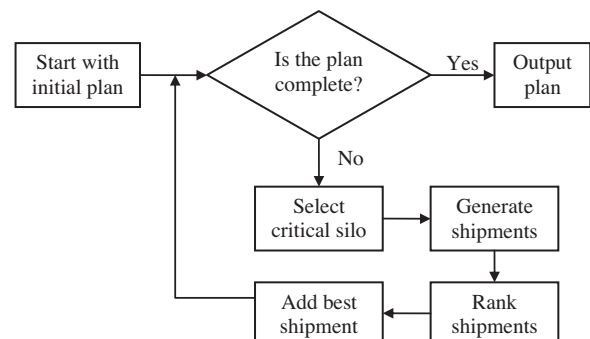 Start with
initial plan
Is the plan
complete?
Yes
Output
plan
No
Select
critical silo
Generate
shipments
Add best
shipment
Rank
shipments